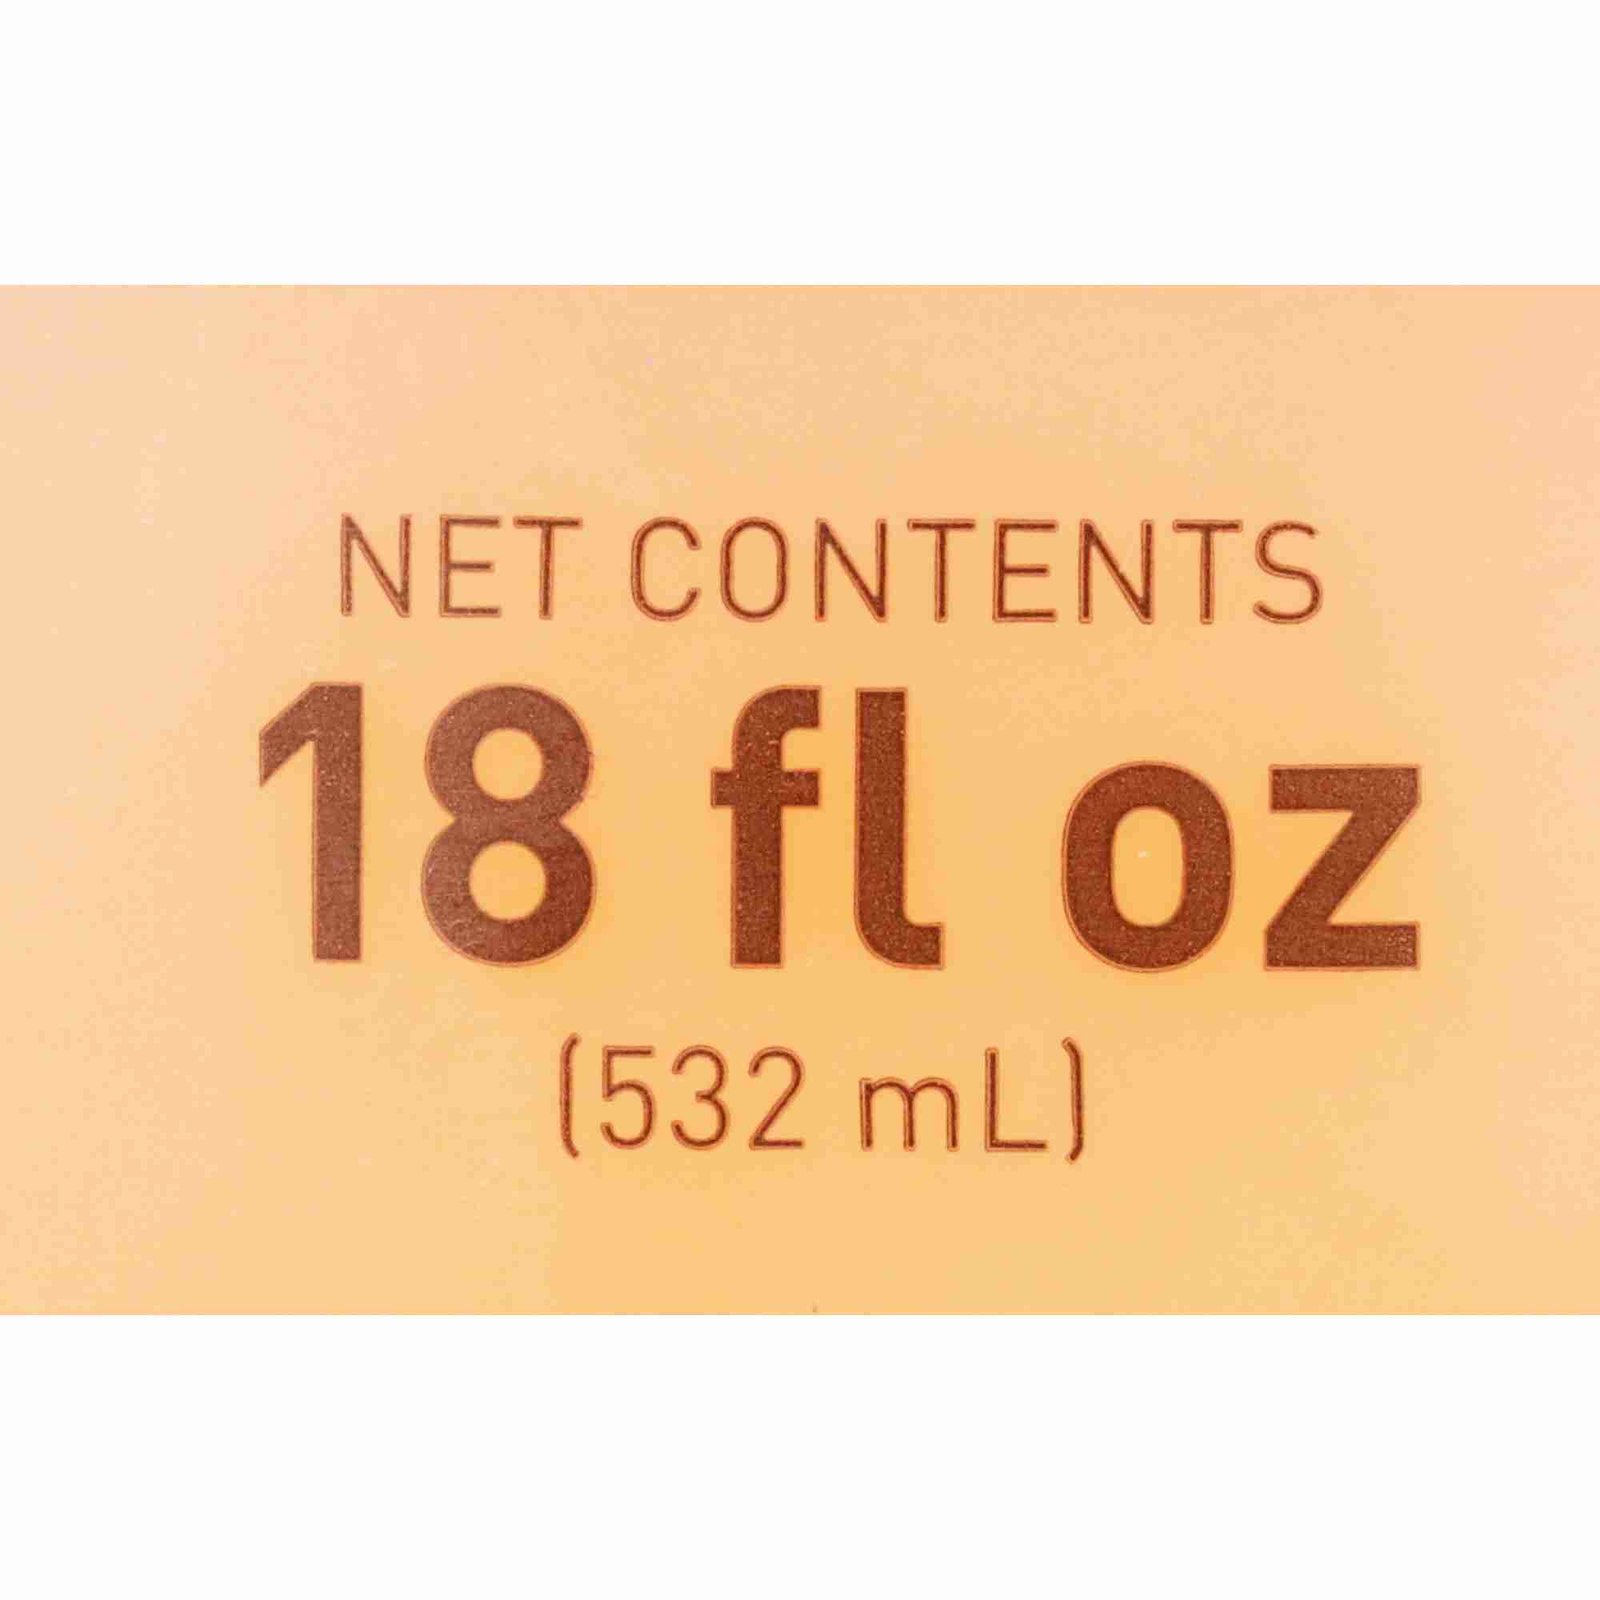 NET CONTENTS
18 fl oz
(532 mL)